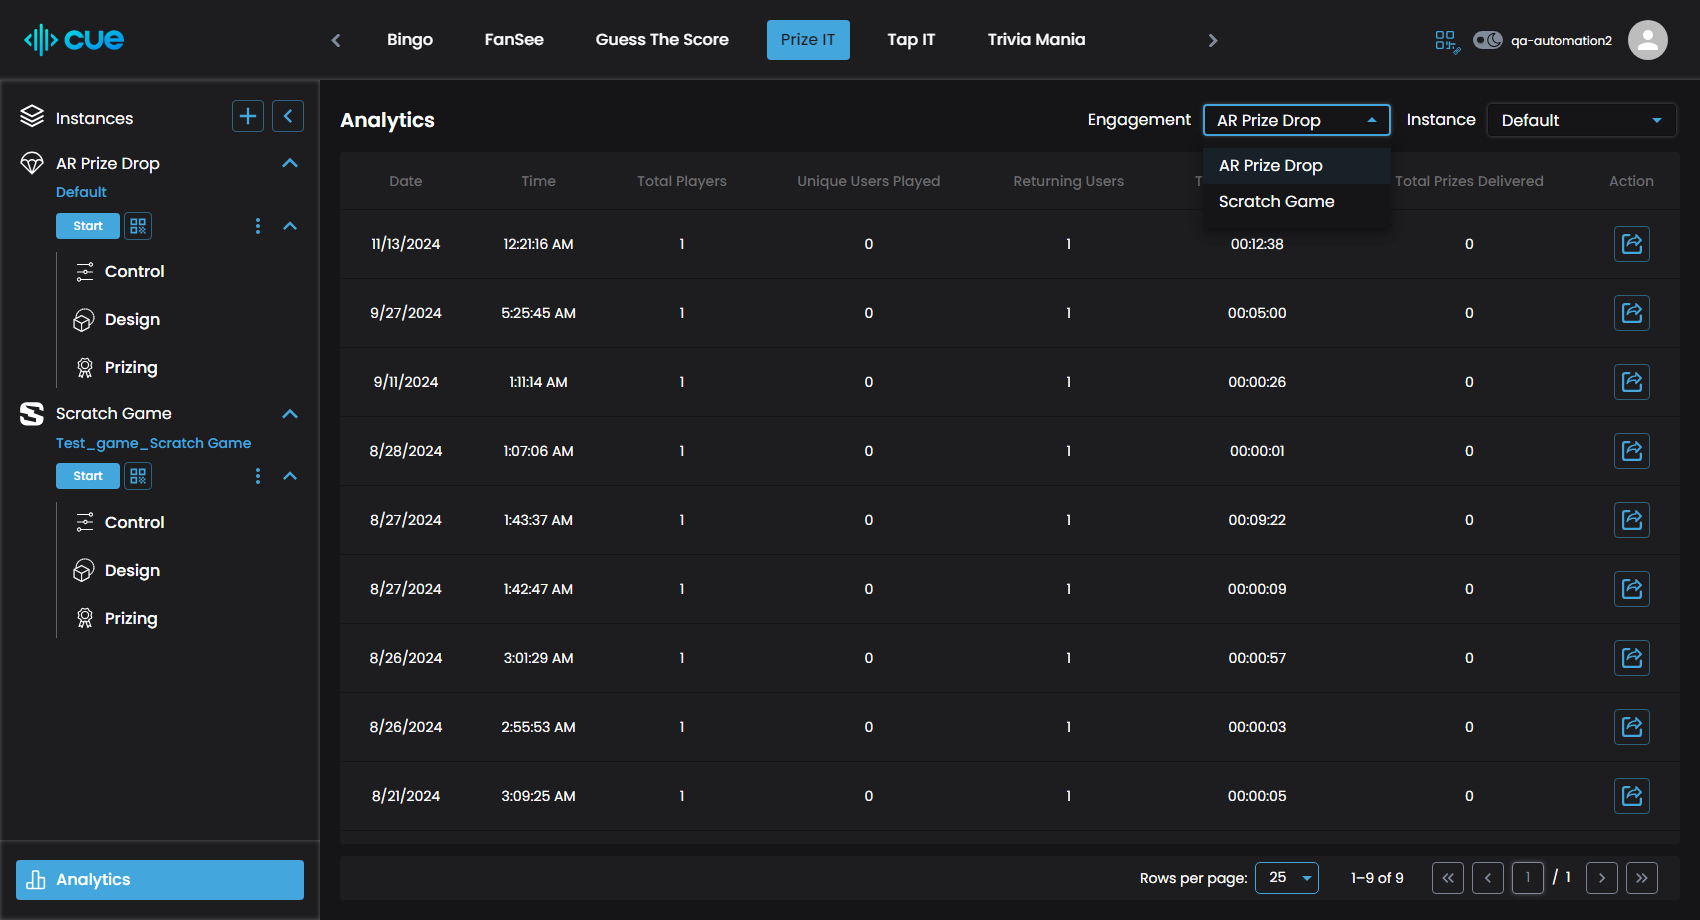 cue
Bingo
FanSee
Guess The Score
Prize IT
Tap IT
Trivia Mania
qa-automation2
Instances
AR Prize Drop
Default
Start
Control
Design
Prizing
Scratch Game
Test_game_Scratch Game
Start
Control
Design
Prizing
Analytics
Analytics
Engagement AR Prize Drop Instance Default
AR Prize Drop
Scratch Game
Date Time Total Players Unique Users Played Returning Users Total Prizes Delivered Action
11/13/2024 12:21:16 AM 1 0 1 00:12:38 0
9/27/2024 5:25:45 AM 1 0 1 00:05:00 0
9/11/2024 1:11:14 AM 1 0 1 00:00:26 0
8/28/2024 1:07:06 AM 1 0 1 00:00:01 0
8/27/2024 1:43:37 AM 1 0 1 00:09:22 0
8/27/2024 1:42:47 AM 1 0 1 00:00:09 0
8/26/2024 3:01:29 AM 1 0 1 00:00:57 0
8/26/2024 2:55:53 AM 1 0 1 00:00:03 0
8/21/2024 3:09:25 AM 1 0 1 00:00:05 0
Rows per page: 25 1–9 of 9 1 / 1